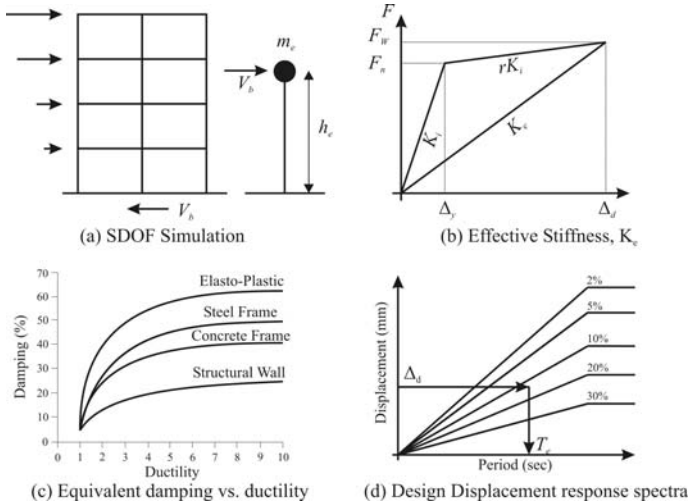 m_e
V_b
h_e
V_b
(a) SDOF Simulation
F
F_W
F_n
rK_i
K_i
K_e
Δ_y
Δ_d
(b) Effective Stiffness, K_e
70
60
50
40
30
20
10
0
Damping (%)
Elasto-Plastic
Steel Frame
Concrete Frame
Structural Wall
0 1 2 3 4 5 6 7 8 9 10
Ductility
(c) Equivalent damping vs. ductility
Displacement (mm)
2%
5%
10%
20%
30%
Δ_d
T_e
Period (sec)
(d) Design Displacement response spectra